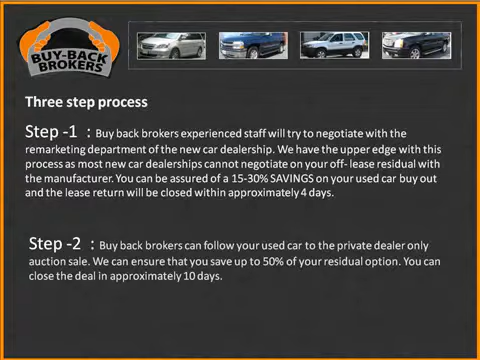 BUY-BACK
BROKERS
Three step process
Step -1 : Buy back brokers experienced staff will try to negotiate with the
remarketing department of the new car dealership. We have the upper edge with this
process as most new car dealerships cannot negotiate on your off- lease residual with
the manufacturer. You can be assured of a 15-30% SAVINGS on your used car buy out
and the lease return will be closed within approximately 4 days.
Step -2 : Buy back brokers can follow your used car to the private dealer only
auction sale. We can ensure that you save up to 50% of your residual option. You can
close the deal in approximately 10 days.